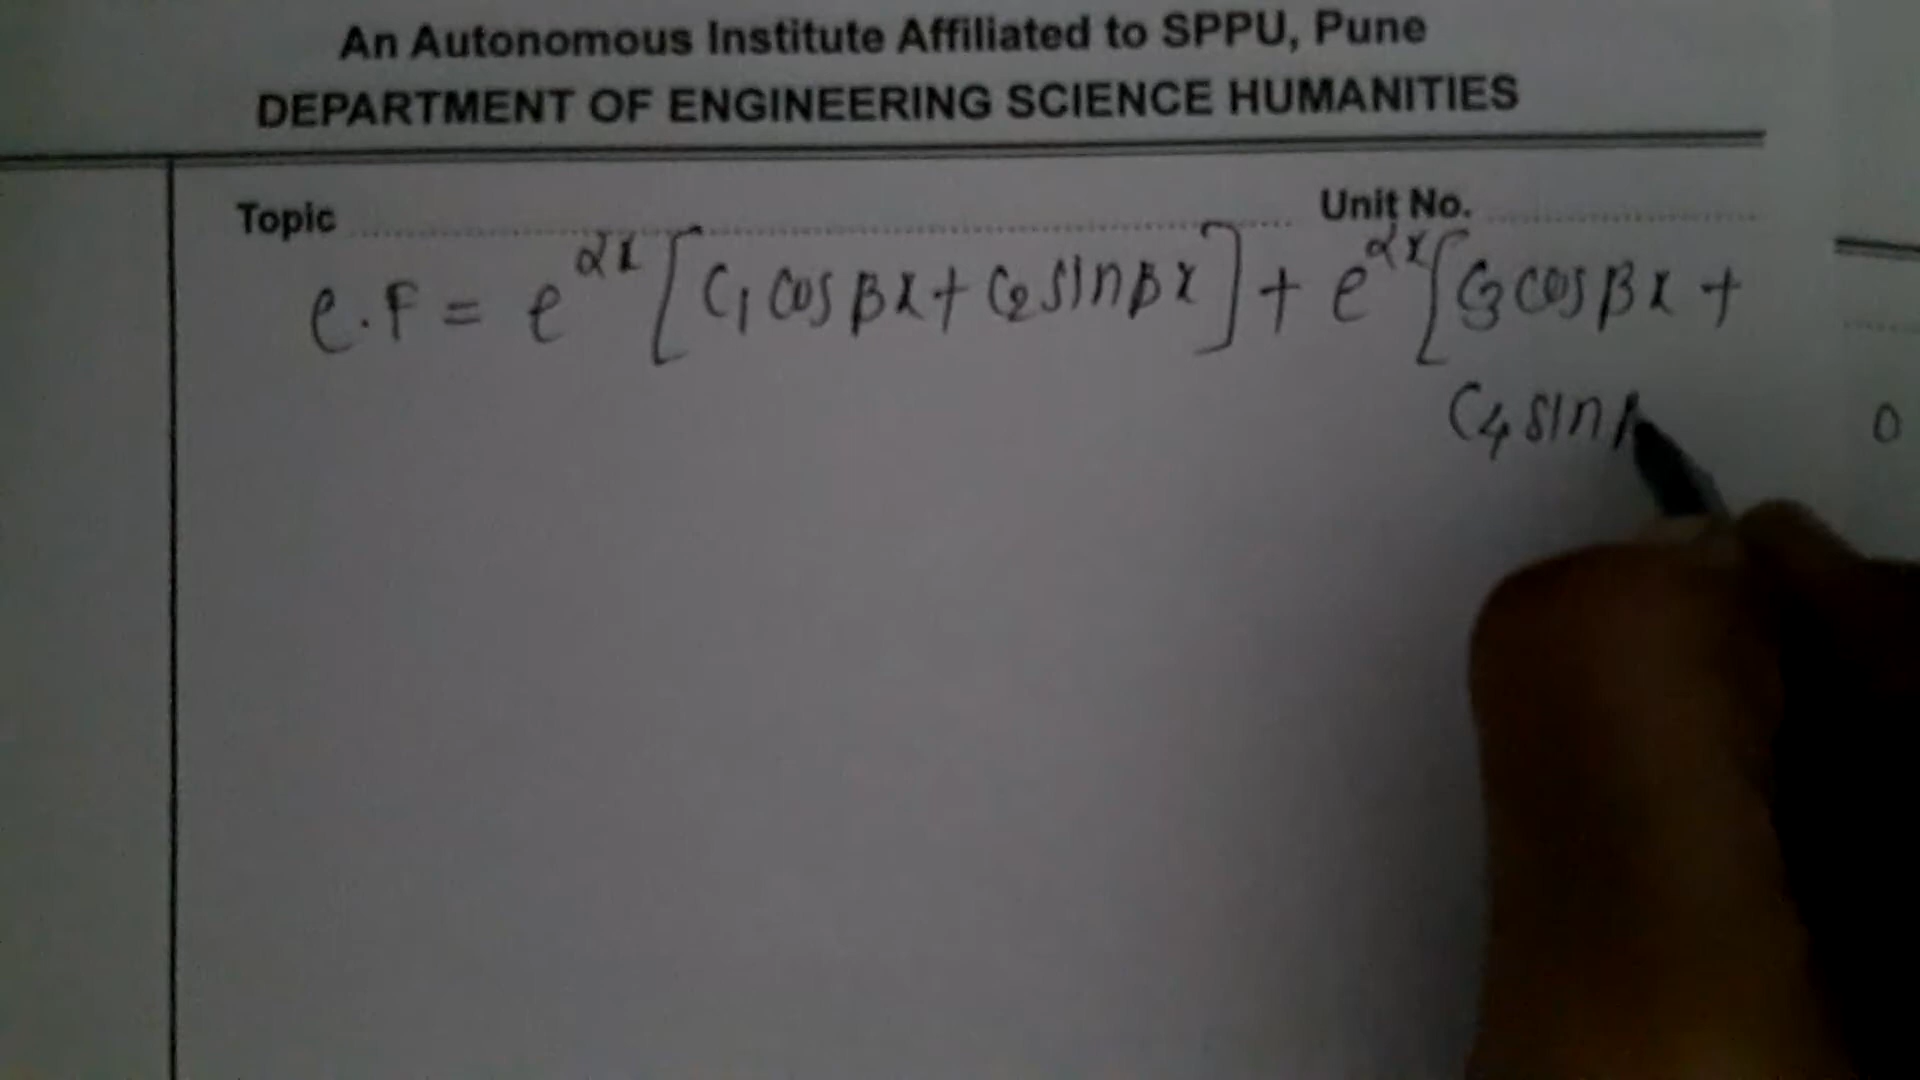 An Autonomous Institute Affiliated to SPPU, Pune
DEPARTMENT OF ENGINEERING SCIENCE HUMANITIES
Topic Unit No.
C.F = e^{αx} [C₁ cos βx + C₂ sin βx] + e^{αx} [C₃ cos βx +
C₄ sin
0